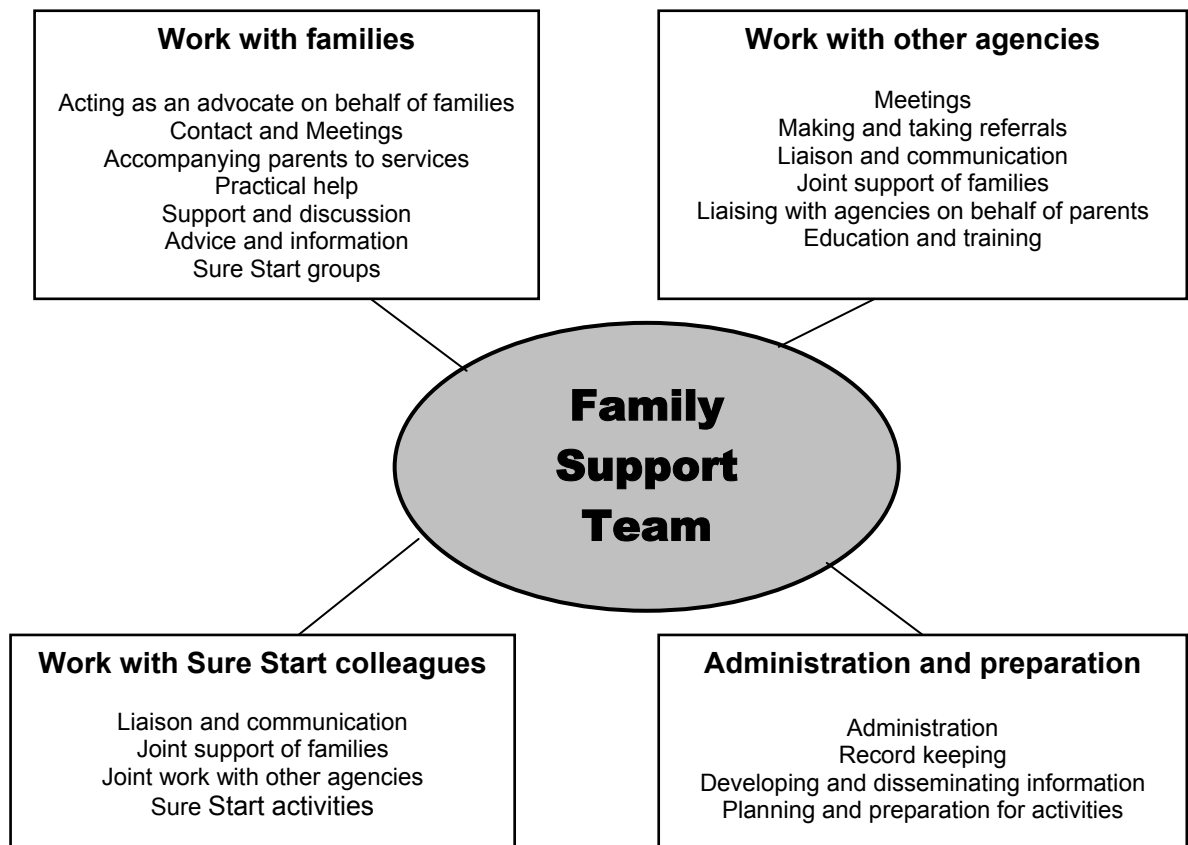 Work with families
Acting as an advocate on behalf of families
Contact and Meetings
Accompanying parents to services
Practical help
Support and discussion
Advice and information
Sure Start groups
Work with other agencies
Meetings
Making and taking referrals
Liaison and communication
Joint support of families
Liaising with agencies on behalf of parents
Education and training
Family
Support
Team
Work with Sure Start colleagues
Liaison and communication
Joint support of families
Joint work with other agencies
Sure Start activities
Administration and preparation
Administration
Record keeping
Developing and disseminating information
Planning and preparation for activities